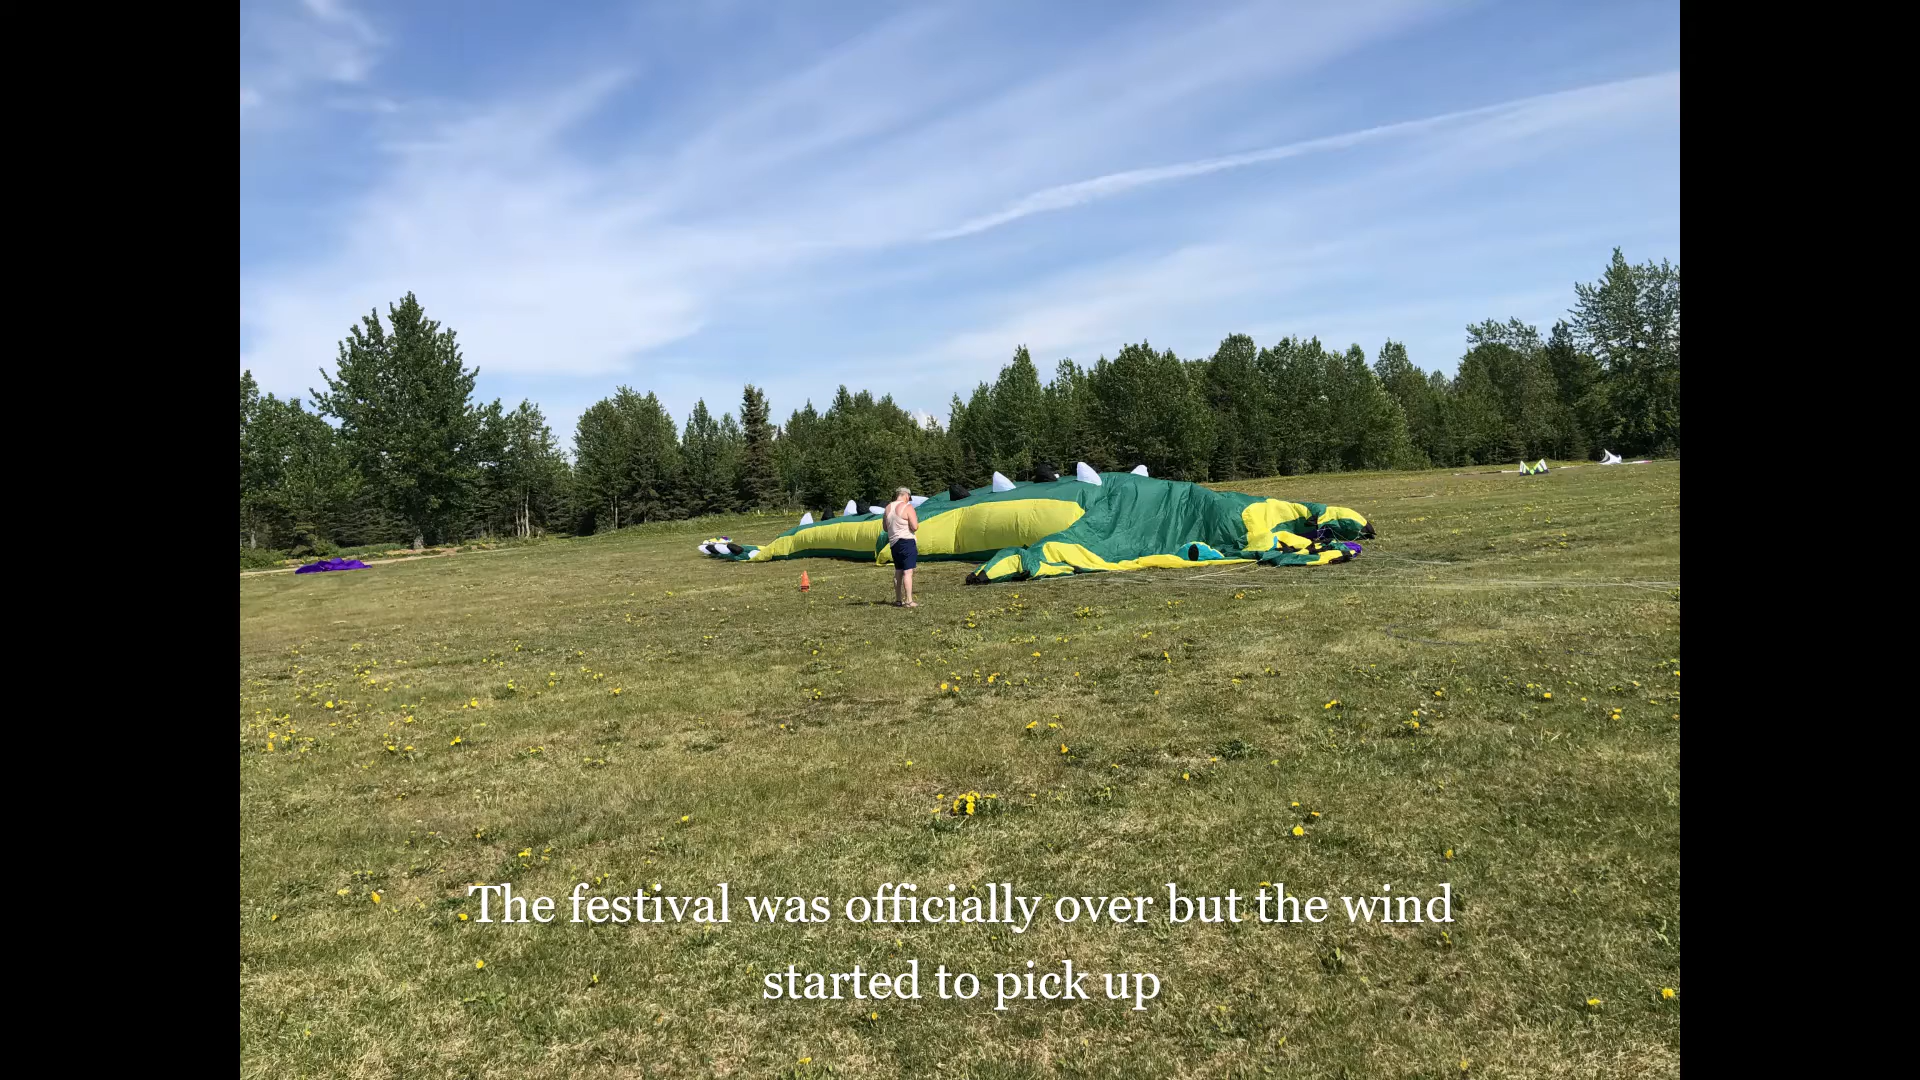 The festival was officially over but the wind
started to pick up